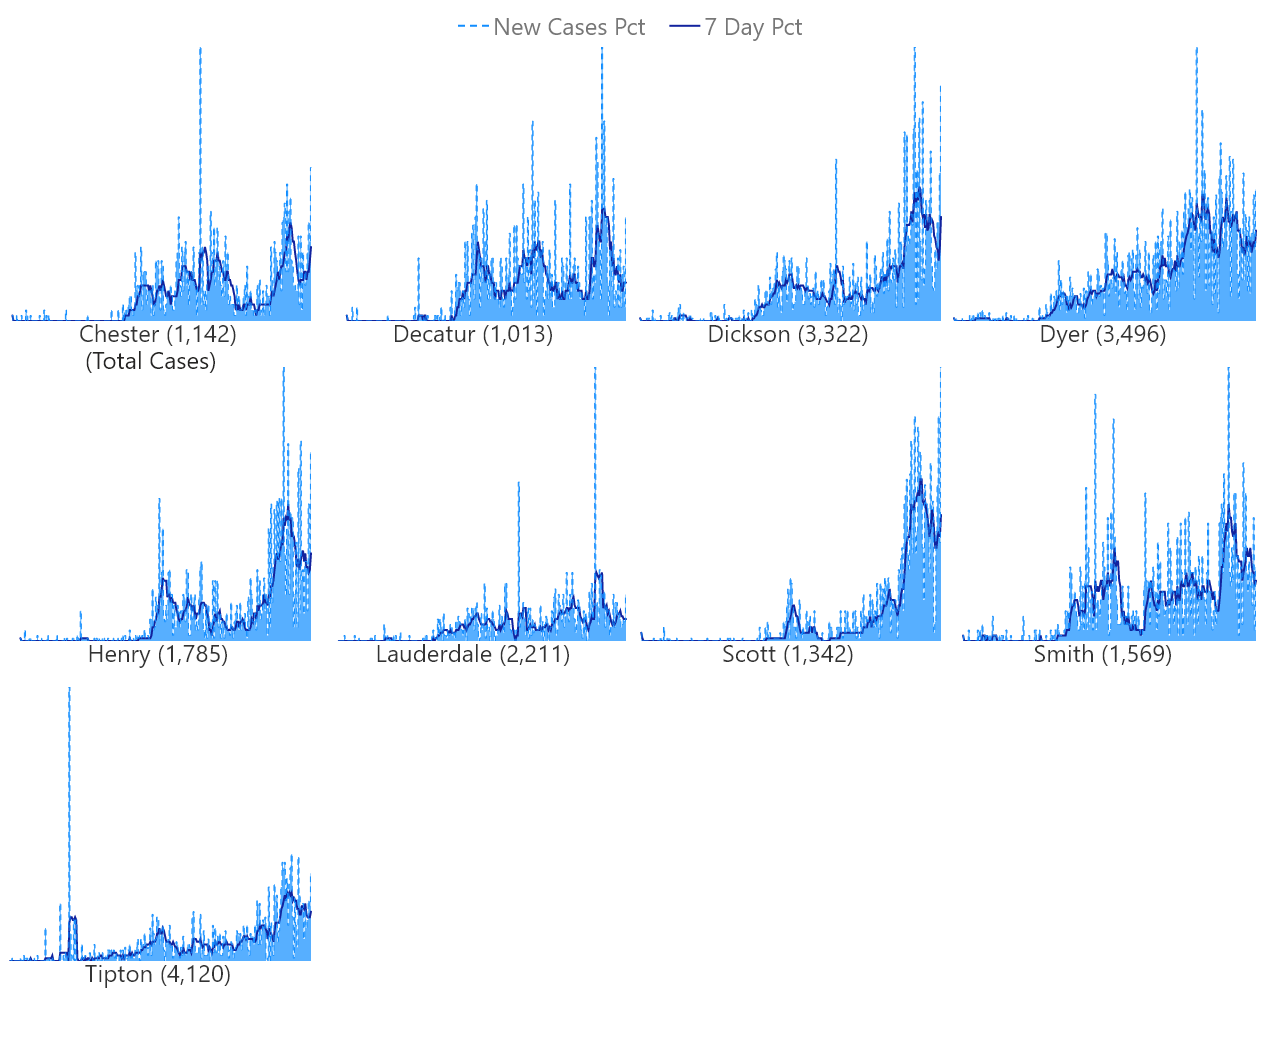 New Cases Pct 7 Day Pct
Chester (1,142) Decatur (1,013) Dickson (3,322) Dyer (3,496)
(Total Cases)
Henry (1,785) Lauderdale (2,211) Scott (1,342) Smith (1,569)
Tipton (4,120)